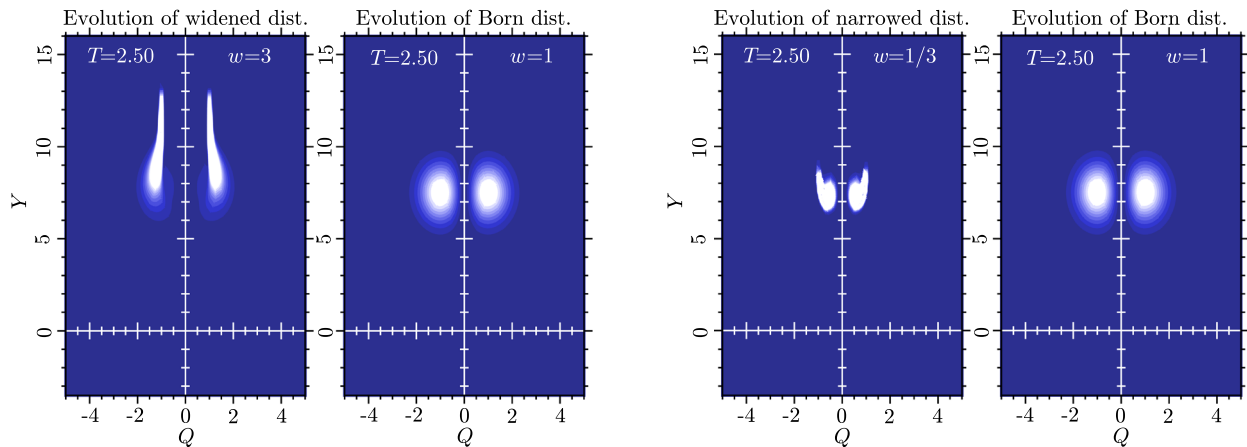 Evolution of widened dist.
Evolution of Born dist.
Evolution of narrowed dist.
Evolution of Born dist.
T=2.50
w=3
T=2.50
w=1
T=2.50
w=1/3
T=2.50
w=1
15
10
5
0
Y
15
10
5
0
15
10
5
0
Y
15
10
5
0
-4 -2 0 2 4
Q
-4 -2 0 2 4
Q
-4 -2 0 2 4
Q
-4 -2 0 2 4
Q